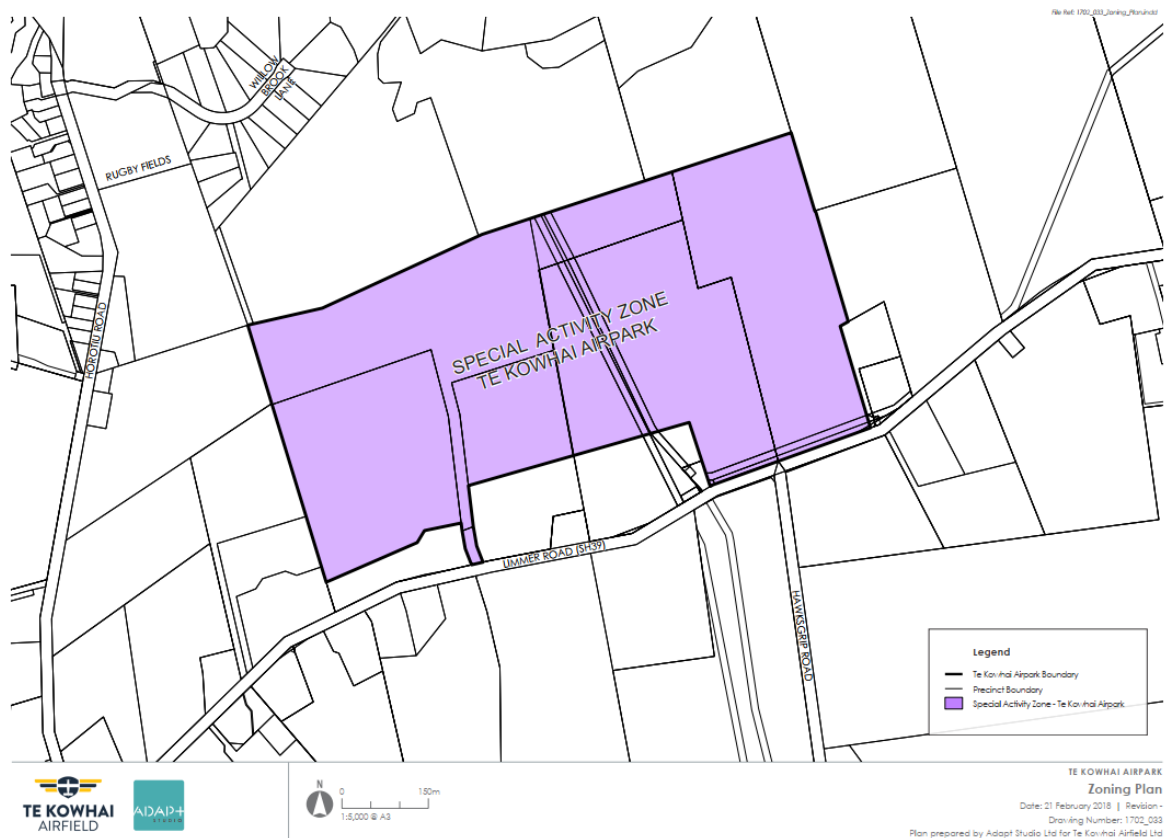 File Ref: 1702_033_Zoning_Plan.indd
WILLOW
BROOK
LANE
RUGBY FIELDS
HOROTIU ROAD
SPECIAL ACTIVITY ZONE
TE KOWHAI AIRPARK
LIMMER ROAD (SH39)
HAWKSGRIP ROAD
Legend
Te Kowhai Airpark Boundary
Precinct Boundary
Special Activity Zone - Te Kowhai Airpark
TE KOWHAI
AIRFIELD
ADAPT
STUDIO
N
0 150m
1:5,000 @ A3
TE KOWHAI AIRPARK
Zoning Plan
Date: 21 February 2018 | Revision -
Drawing Number: 1702_033
Plan prepared by Adapt Studio Ltd for Te Kowhai Airfield Ltd